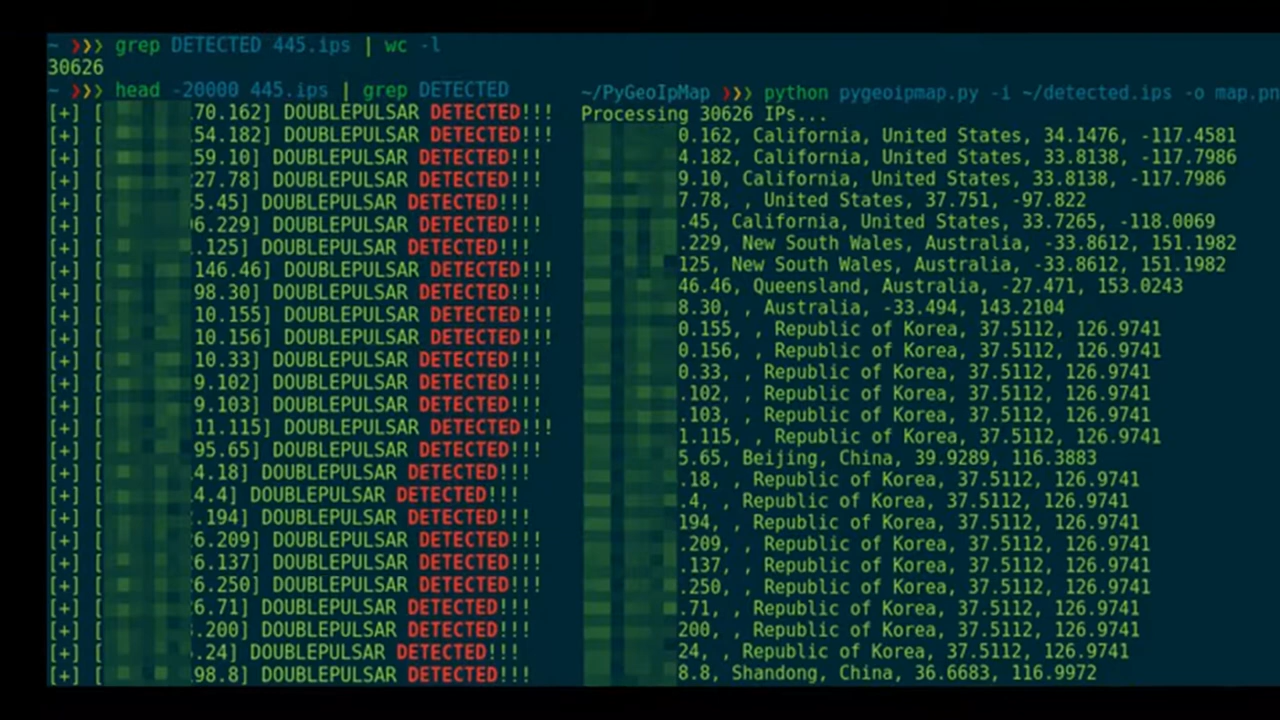 ~ ❯❯❯ grep DETECTED 445.ips | wc -l
30626
~ ❯❯❯ head -20000 445.ips | grep DETECTED
[+] [ .70.162] DOUBLEPULSAR DETECTED!!!
[+] [ 54.182] DOUBLEPULSAR DETECTED!!!
[+] [ .59.10] DOUBLEPULSAR DETECTED!!!
[+] [ 27.78] DOUBLEPULSAR DETECTED!!!
[+] [ 5.45] DOUBLEPULSAR DETECTED!!!
[+] [ 6.229] DOUBLEPULSAR DETECTED!!!
[+] [ .125] DOUBLEPULSAR DETECTED!!!
[+] [ 146.46] DOUBLEPULSAR DETECTED!!!
[+] [ 98.30] DOUBLEPULSAR DETECTED!!!
[+] [ 10.155] DOUBLEPULSAR DETECTED!!!
[+] [ 10.156] DOUBLEPULSAR DETECTED!!!
[+] [ 10.33] DOUBLEPULSAR DETECTED!!!
[+] [ 9.102] DOUBLEPULSAR DETECTED!!!
[+] [ 9.103] DOUBLEPULSAR DETECTED!!!
[+] [ 11.115] DOUBLEPULSAR DETECTED!!!
[+] [ 95.65] DOUBLEPULSAR DETECTED!!!
[+] [ 4.18] DOUBLEPULSAR DETECTED!!!
[+] [ 4.4] DOUBLEPULSAR DETECTED!!!
[+] [ .194] DOUBLEPULSAR DETECTED!!!
[+] [ 6.209] DOUBLEPULSAR DETECTED!!!
[+] [ 6.137] DOUBLEPULSAR DETECTED!!!
[+] [ 6.250] DOUBLEPULSAR DETECTED!!!
[+] [ 6.71] DOUBLEPULSAR DETECTED!!!
[+] [ .200] DOUBLEPULSAR DETECTED!!!
[+] [ .24] DOUBLEPULSAR DETECTED!!!
[+] [ 98.8] DOUBLEPULSAR DETECTED!!!
~/PyGeoIpMap ❯❯❯ python pygeoipmap.py -i ~/detected.ips -o map.pn
Processing 30626 IPs...
0.162, California, United States, 34.1476, -117.4581
4.182, California, United States, 33.8138, -117.7986
9.10, California, United States, 33.8138, -117.7986
7.78, , United States, 37.751, -97.822
.45, California, United States, 33.7265, -118.0069
.229, New South Wales, Australia, -33.8612, 151.1982
125, New South Wales, Australia, -33.8612, 151.1982
46.46, Queensland, Australia, -27.471, 153.0243
8.30, , Australia, -33.494, 143.2104
0.155, , Republic of Korea, 37.5112, 126.9741
0.156, , Republic of Korea, 37.5112, 126.9741
0.33, , Republic of Korea, 37.5112, 126.9741
.102, , Republic of Korea, 37.5112, 126.9741
.103, , Republic of Korea, 37.5112, 126.9741
1.115, , Republic of Korea, 37.5112, 126.9741
5.65, Beijing, China, 39.9289, 116.3883
.18, , Republic of Korea, 37.5112, 126.9741
.4, , Republic of Korea, 37.5112, 126.9741
194, , Republic of Korea, 37.5112, 126.9741
.209, , Republic of Korea, 37.5112, 126.9741
.137, , Republic of Korea, 37.5112, 126.9741
.250, , Republic of Korea, 37.5112, 126.9741
.71, , Republic of Korea, 37.5112, 126.9741
200, , Republic of Korea, 37.5112, 126.9741
24, , Republic of Korea, 37.5112, 126.9741
8.8, Shandong, China, 36.6683, 116.9972